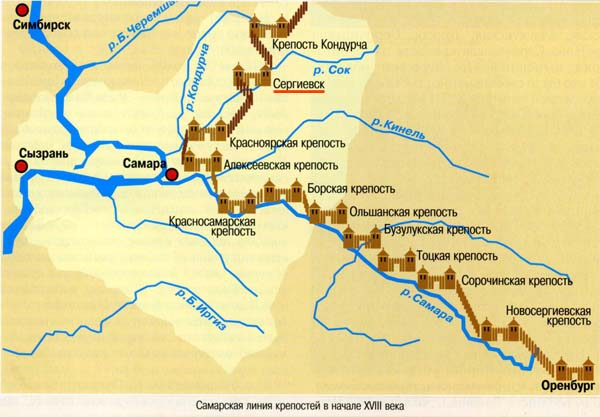 Симбирск
р.Б.Черемша
Крепость Кондурча
р.Кондурча
р. Сок
Сергиевск
р.Кинель
Красноярская крепость
Сызрань
Самара
Алексеевская крепость
Борская крепость
Красносамарская
крепость
Ольшанская крепость
Бузулукская крепость
Тоцкая крепость
Сорочинская крепость
р.Самара
р.Б.Иргиз
Новосергиевская
крепость
Оренбург
Самарская линия крепостей в начале XVIII века